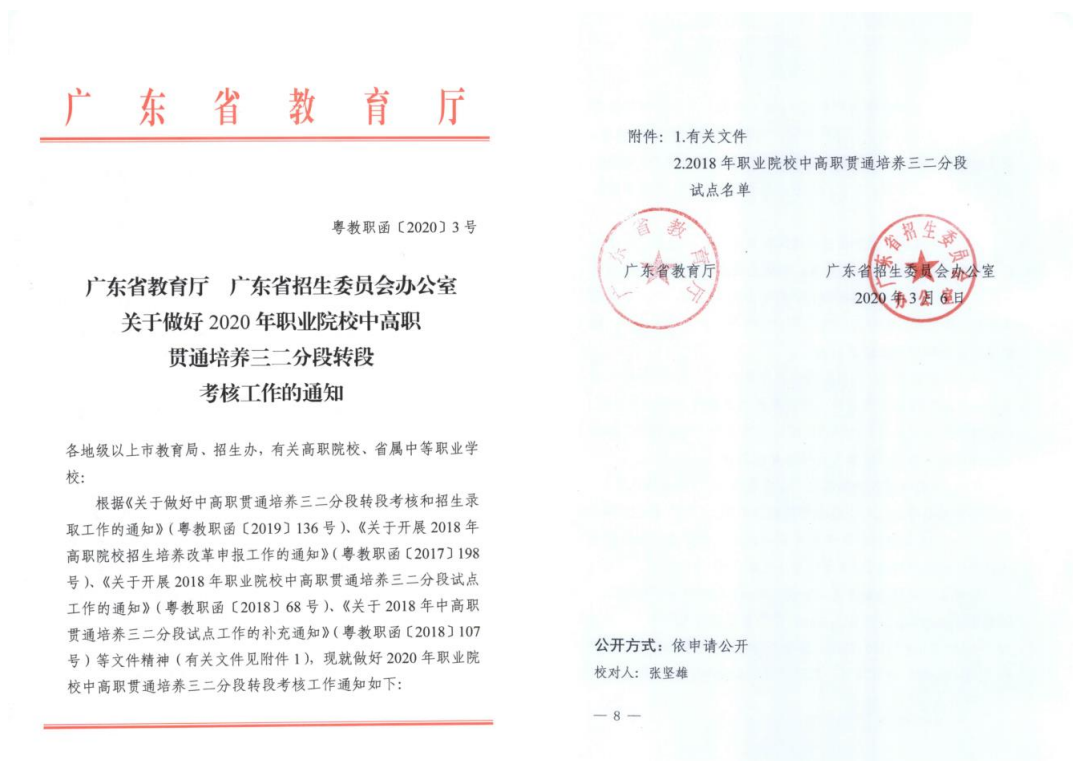 广东省教育厅
粤教职函〔2020〕3号
广东省教育厅 广东省招生委员会办公室
关于做好2020年职业院校中高职
贯通培养三二分段转段
考核工作的通知
各地级以上市教育局、招生办，有关高职院校、省属中等职业学
校：
根据《关于做好中高职贯通培养三二分段转段考核和招生录
取工作的通知》（粤教职函〔2019〕136号）、《关于开展2018年
高职院校招生培养改革申报工作的通知》（粤教职函〔2017〕198
号）、《关于开展2018年职业院校中高职贯通培养三二分段试点
工作的通知》（粤教职函〔2018〕68号）、《关于2018年中高职
贯通培养三二分段试点工作的补充通知》（粤教职函〔2018〕107
号）等文件精神（有关文件见附件1），现就做好2020年职业院
校中高职贯通培养三二分段转段考核工作通知如下：
附件：1.有关文件
2.2018年职业院校中高职贯通培养三二分段
试点名单
广东省教育厅
广东省教育厅
广东省招生委员会
办公室
广东省招生委员会办公室
2020年3月6日
公开方式：依申请公开
校对人：张坚雄
— 8 —